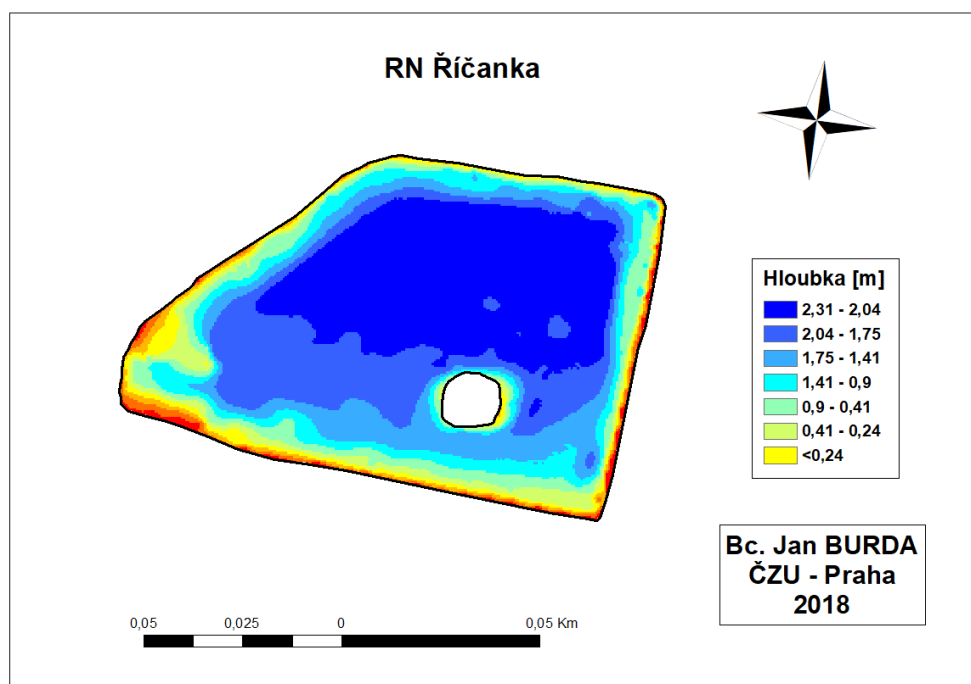 RN Říčanka
Hloubka [m]
2,31 - 2,04
2,04 - 1,75
1,75 - 1,41
1,41 - 0,9
0,9 - 0,41
0,41 - 0,24
<0,24
Bc. Jan BURDA
ČZU - Praha
2018
0,05 0,025 0 0,05 Km